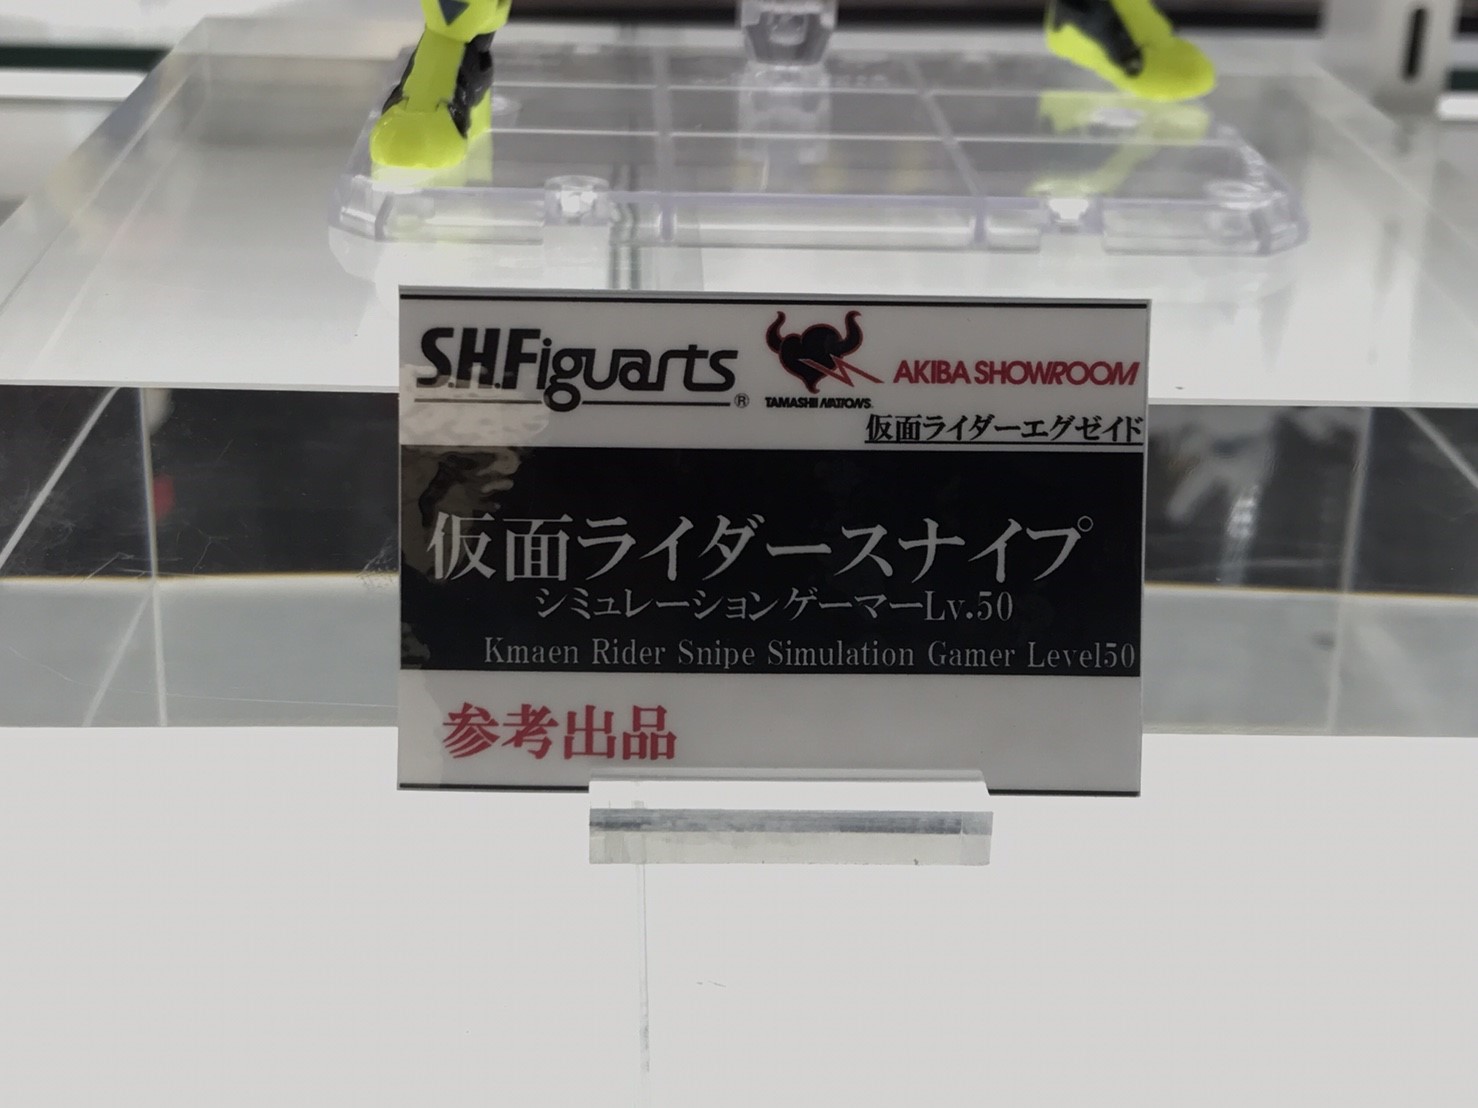 S.H.Figuarts®
TAMASHII NATIONS
AKIBA SHOWROOM
仮面ライダーエグゼイド
仮面ライダースナイプ
シミュレーションゲーマーLv.50
Kmaen Rider Snipe Simulation Gamer Level50
参考出品